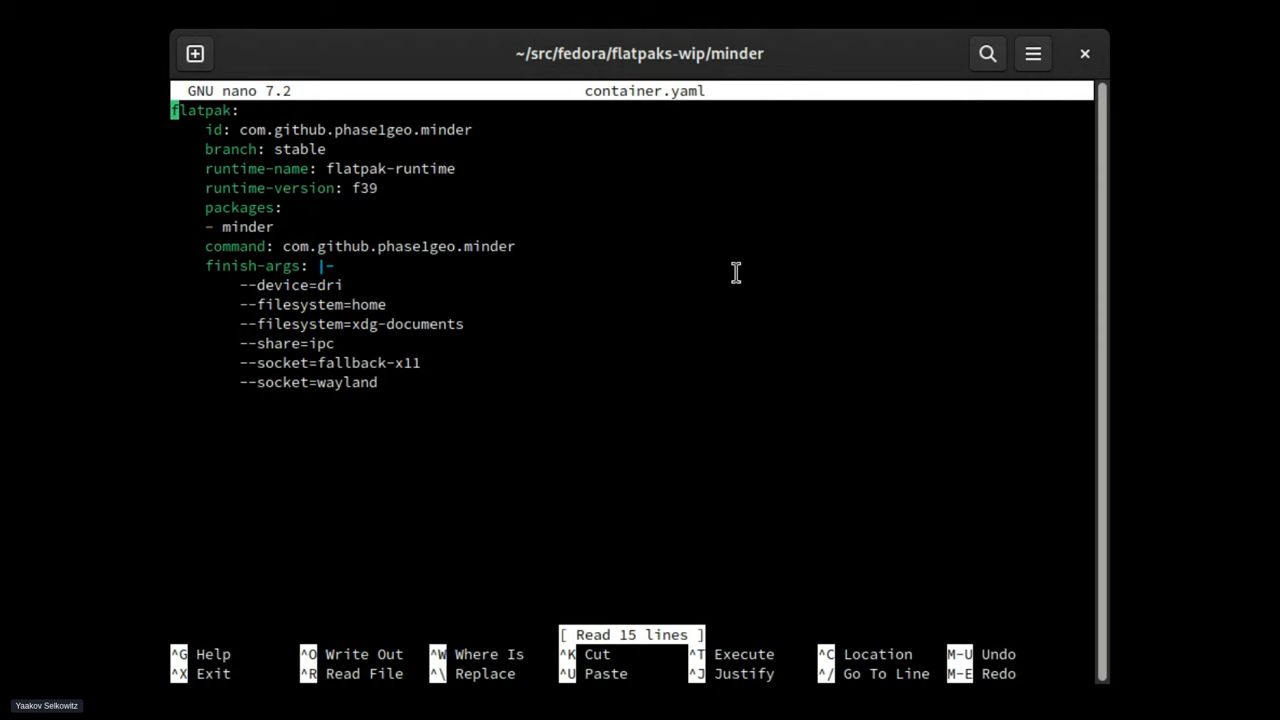 ~/src/fedora/flatpaks-wip/minder
GNU nano 7.2 container.yaml
flatpak:
    id: com.github.phase1geo.minder
    branch: stable
    runtime-name: flatpak-runtime
    runtime-version: f39
    packages:
    - minder
    command: com.github.phase1geo.minder
    finish-args: |-
        --device=dri
        --filesystem=home
        --filesystem=xdg-documents
        --share=ipc
        --socket=fallback-x11
        --socket=wayland
[ Read 15 lines ]
^G Help ^O Write Out ^W Where Is ^K Cut ^T Execute ^C Location M-U Undo
^X Exit ^R Read File ^\ Replace ^U Paste ^J Justify ^/ Go To Line M-E Redo
Yaakov Selkowitz